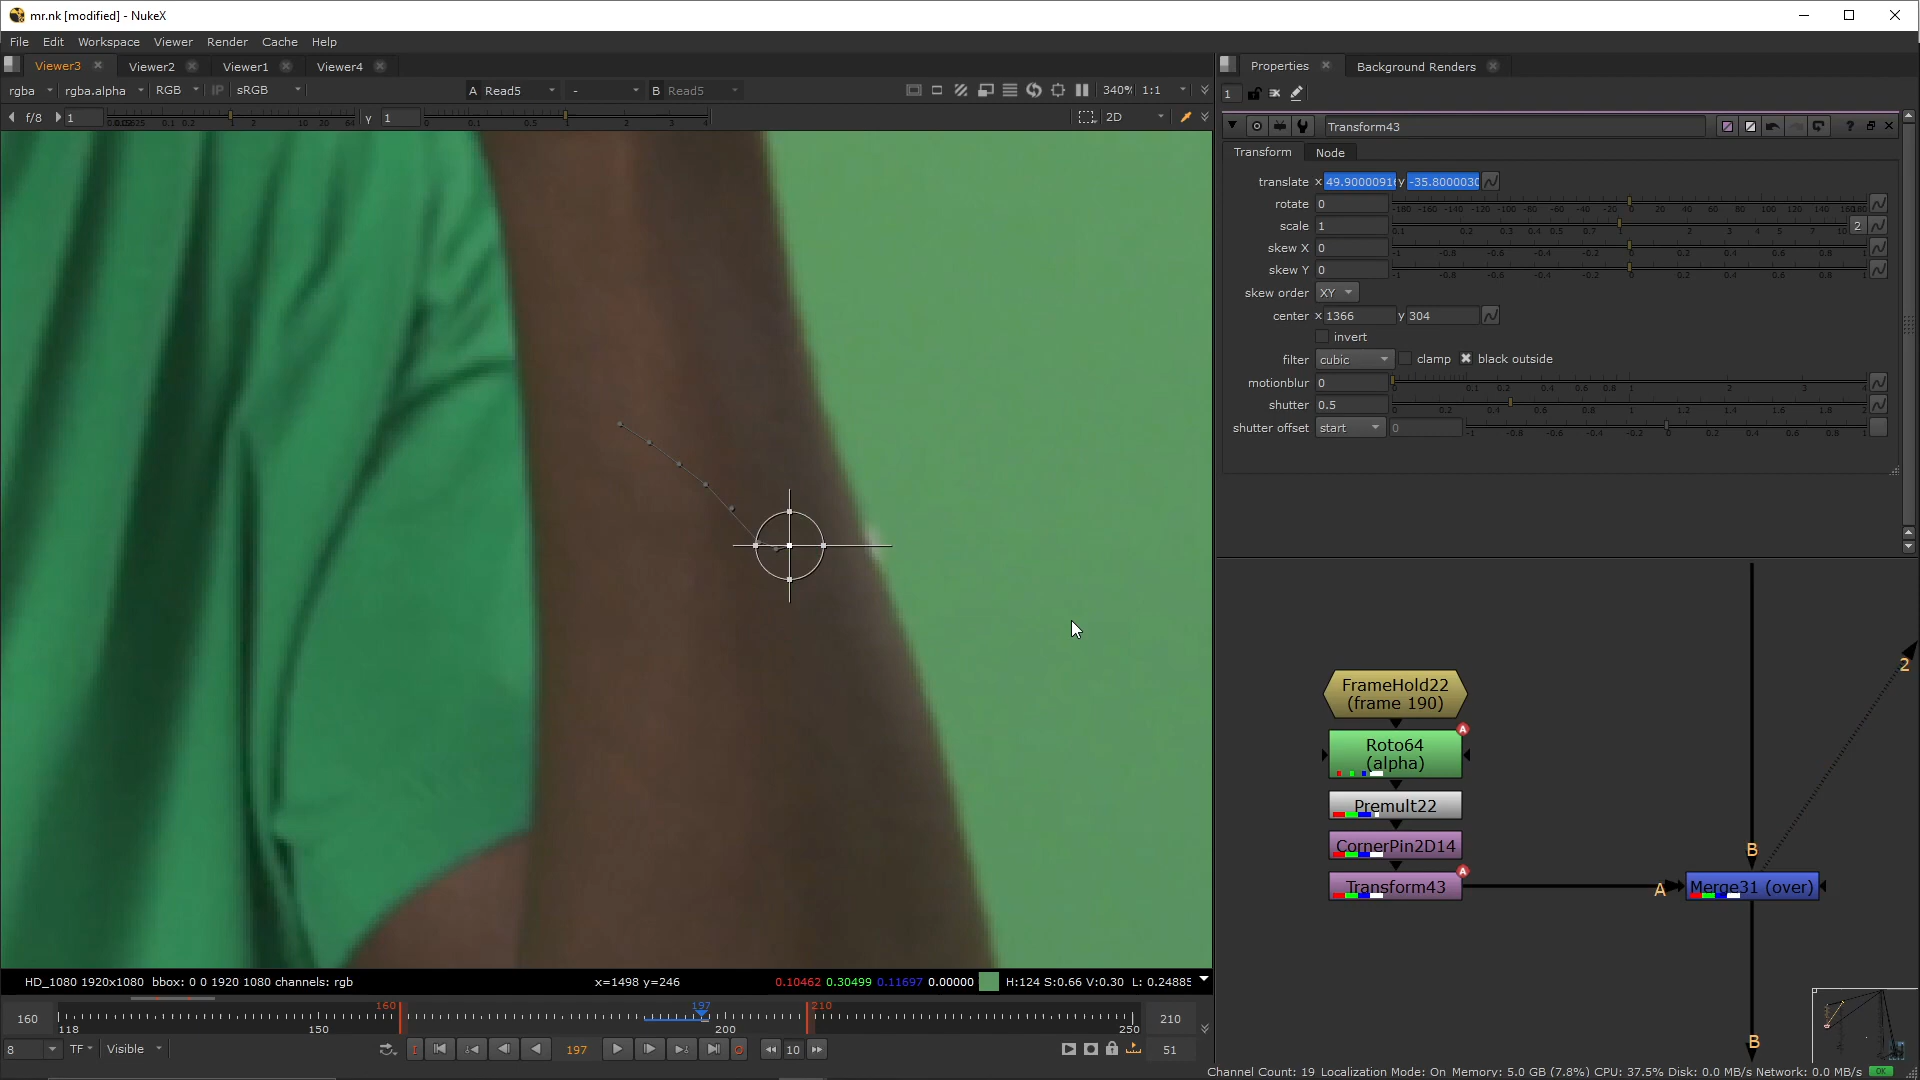 mr.nk [modified] - NukeX
File Edit Workspace Viewer Render Cache Help
Viewer3 Viewer2 Viewer1 Viewer4
rgba rgba.alpha RGB IP sRGB A Read5 - B Read5 340% 1:1
f/8 1 Y 1 2D
Properties Background Renders
1
Transform43
Transform Node
translate x 49.9000091 y -35.8000030
rotate 0
scale 1 2
skew X 0
skew Y 0
skew order XY
center x 1366 y 304
invert
filter cubic clamp black outside
motionblur 0
shutter 0.5
shutter offset start 0
FrameHold22
(frame 190)
Roto64
(alpha)
Premult22
CornerPin2D14
Transform43
A
Merge31 (over)
B
B
2
HD_1080 1920x1080 bbox: 0 0 1920 1080 channels: rgb x=1498 y=246 0.10462 0.30499 0.11697 0.00000 H:124 S:0.66 V:0.30 L: 0.24885
160 160 197 210 210
118 150 200 250
8 TF Visible 197 10 51
Channel Count: 19 Localization Mode: On Memory: 5.0 GB (7.8%) CPU: 37.5% Disk: 0.0 MB/s Network: 0.0 MB/s OK